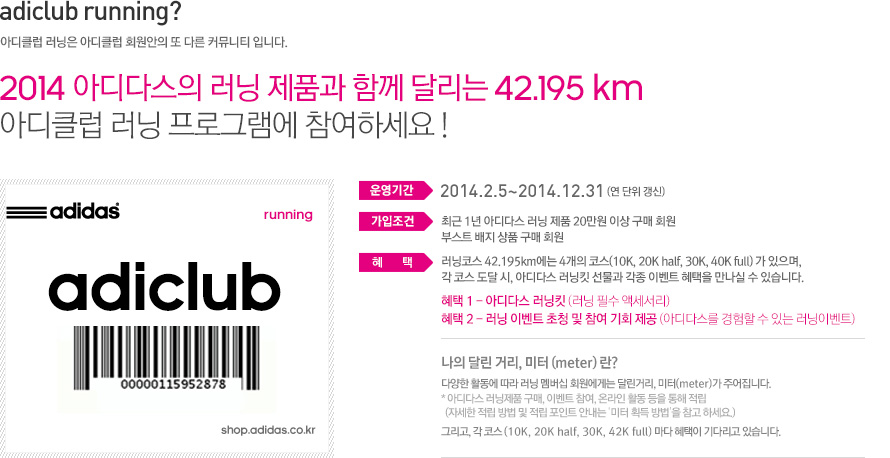 adiclub running?
아디클럽 러닝은 아디클럽 회원안의 또 다른 커뮤니티 입니다.
2014 아디다스의 러닝 제품과 함께 달리는 42.195 km
아디클럽 러닝 프로그램에 참여하세요 !
adidas
running
adiclub
00000115952878
shop.adidas.co.kr
운영기간 2014.2.5~2014.12.31 (연 단위 갱신)
가입조건 최근 1년 아디다스 러닝 제품 20만원 이상 구매 회원
부스트 배지 상품 구매 회원
혜 택 러닝코스 42.195km에는 4개의 코스(10K, 20K half, 30K, 40K full) 가 있으며,
각 코스 도달 시, 아디다스 러닝킷 선물과 각종 이벤트 혜택을 만나실 수 있습니다.
혜택 1 - 아디다스 러닝킷 (러닝 필수 액세서리)
혜택 2 - 러닝 이벤트 초청 및 참여 기회 제공 (아디다스를 경험할 수 있는 러닝이벤트)
나의 달린 거리, 미터 (meter) 란?
다양한 활동에 따라 러닝 멤버십 회원에게는 달린거리, 미터(meter)가 주어집니다.
* 아디다스 러닝제품 구매, 이벤트 참여, 온라인 활동 등을 통해 적립
(자세한 적립 방법 및 적립 포인트 안내는 '미터 획득 방법'을 참고 하세요.)
그리고, 각 코스 (10K, 20K half, 30K, 42K full) 마다 혜택이 기다리고 있습니다.